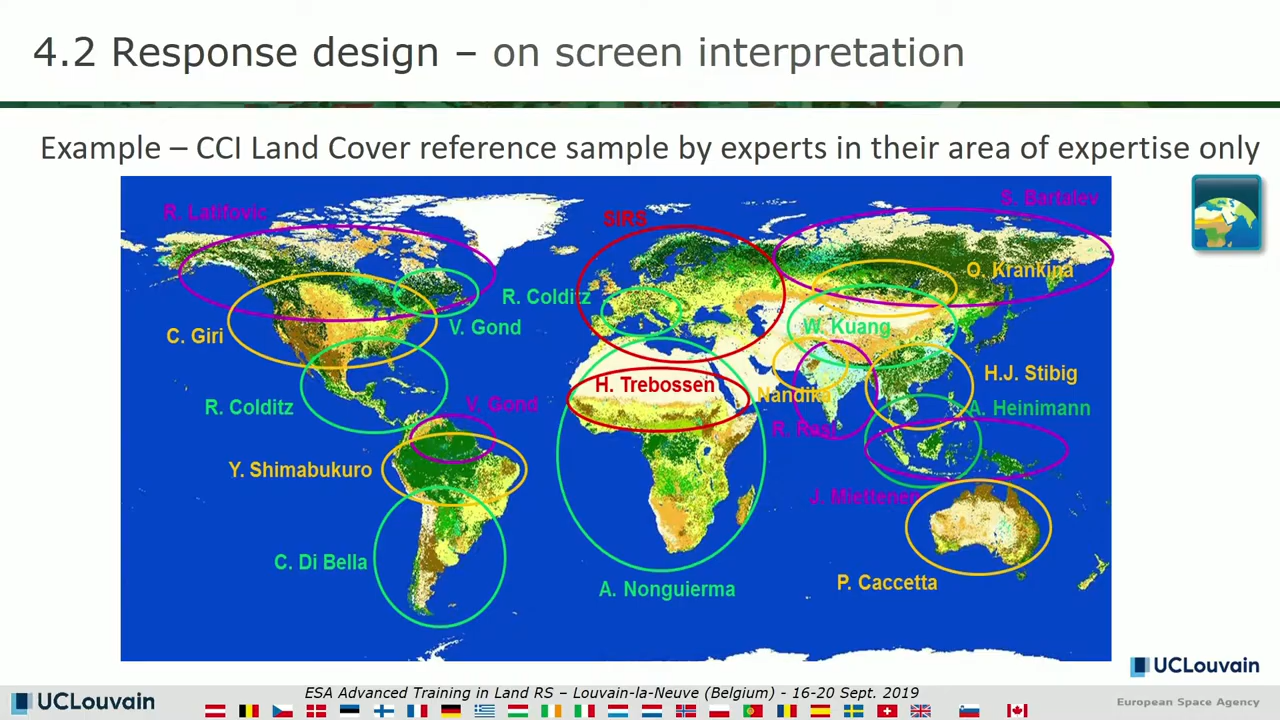 4.2 Response design – on screen interpretation
Example – CCI Land Cover reference sample by experts in their area of expertise only
R. Latifovic
SIRS
S. Bartalev
O. Krankina
R. Colditz
V. Gond
W. Kuang
C. Giri
H. Trebossen
Nandika
H.J. Stibig
R. Colditz
V. Gond
A. Heinimann
R. Rasi
Y. Shimabukuro
J. Miettenen
C. Di Bella
A. Nonguierma
P. Caccetta
UCLouvain
UCLouvain
ESA Advanced Training in Land RS – Louvain-la-Neuve (Belgium) - 16-20 Sept. 2019
European Space Agency